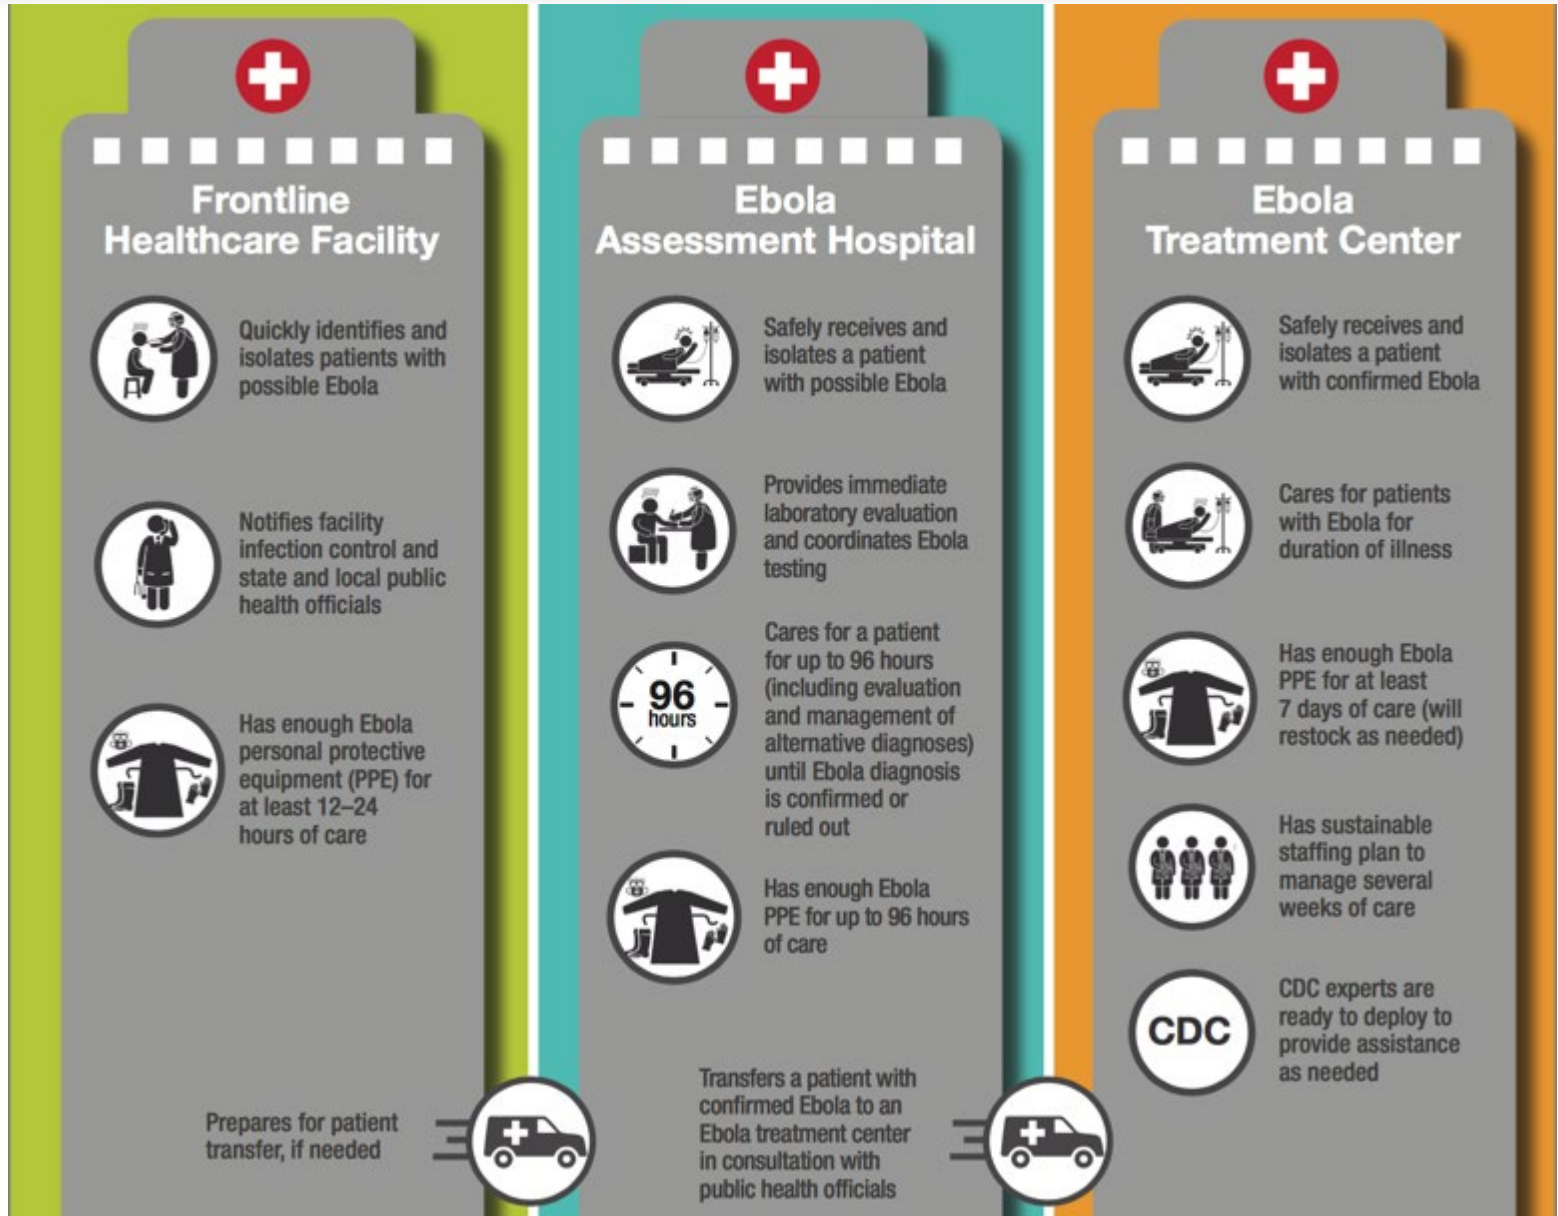 Frontline
Healthcare Facility
Quickly identifies and
isolates patients with
possible Ebola
Notifies facility
infection control and
state and local public
health officials
Has enough Ebola
personal protective
equipment (PPE) for
at least 12–24
hours of care
Prepares for patient
transfer, if needed
Ebola
Assessment Hospital
Safely receives and
isolates a patient
with possible Ebola
Provides immediate
laboratory evaluation
and coordinates Ebola
testing
96
hours
Cares for a patient
for up to 96 hours
(including evaluation
and management of
alternative diagnoses)
until Ebola diagnosis
is confirmed or
ruled out
Has enough Ebola
PPE for up to 96 hours
of care
Transfers a patient with
confirmed Ebola to an
Ebola treatment center
in consultation with
public health officials
Ebola
Treatment Center
Safely receives and
isolates a patient
with confirmed Ebola
Cares for patients
with Ebola for
duration of illness
Has enough Ebola
PPE for at least
7 days of care (will
restock as needed)
Has sustainable
staffing plan to
manage several
weeks of care
CDC
CDC experts are
ready to deploy to
provide assistance
as needed